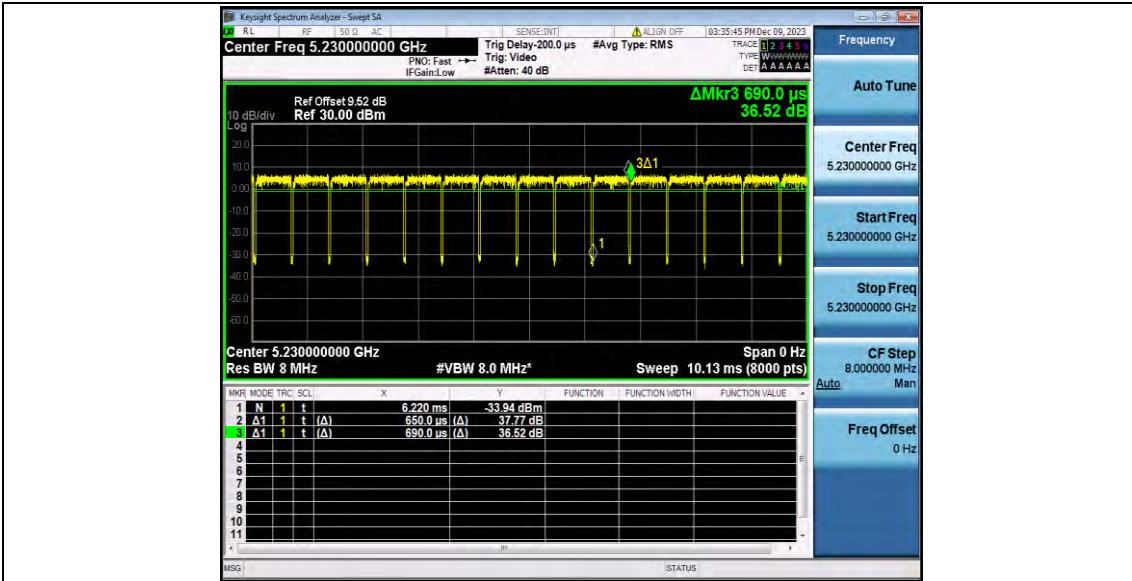 Keysight Spectrum Analyzer - Swept SA
RL RF 50 Ω AC SENSE:INT ALIGN OFF 03:35:45 PM Dec 09, 2023
Center Freq 5.230000000 GHz Trig Delay-200.0 µs #Avg Type: RMS TRACE 1 2 3 4 5 6
PNO: Fast Trig: Video TYPE W
IFGain:Low #Atten: 40 dB DET A A A A A A
Frequency
Auto Tune
Center Freq
5.230000000 GHz
Start Freq
5.230000000 GHz
Stop Freq
5.230000000 GHz
CF Step
8.000000 MHz
Auto Man
Freq Offset
0 Hz
ΔMkr3 690.0 µs
36.52 dB
Ref Offset 9.52 dB
10 dB/div Ref 30.00 dBm
Log
20.0
10.0
0.00
-10.0
-20.0
-30.0
-40.0
-50.0
-60.0
3Δ1
1
Center 5.230000000 GHz Span 0 Hz
Res BW 8 MHz #VBW 8.0 MHz* Sweep 10.13 ms (8000 pts)
MKR MODE TRC SCL X Y FUNCTION FUNCTION WIDTH FUNCTION VALUE
1 N 1 t 6.220 ms -33.94 dBm
2 Δ1 1 t (Δ) 650.0 µs (Δ) 37.77 dB
3 Δ1 1 t (Δ) 690.0 µs (Δ) 36.52 dB
4
5
6
7
8
9
10
11
MSG STATUS